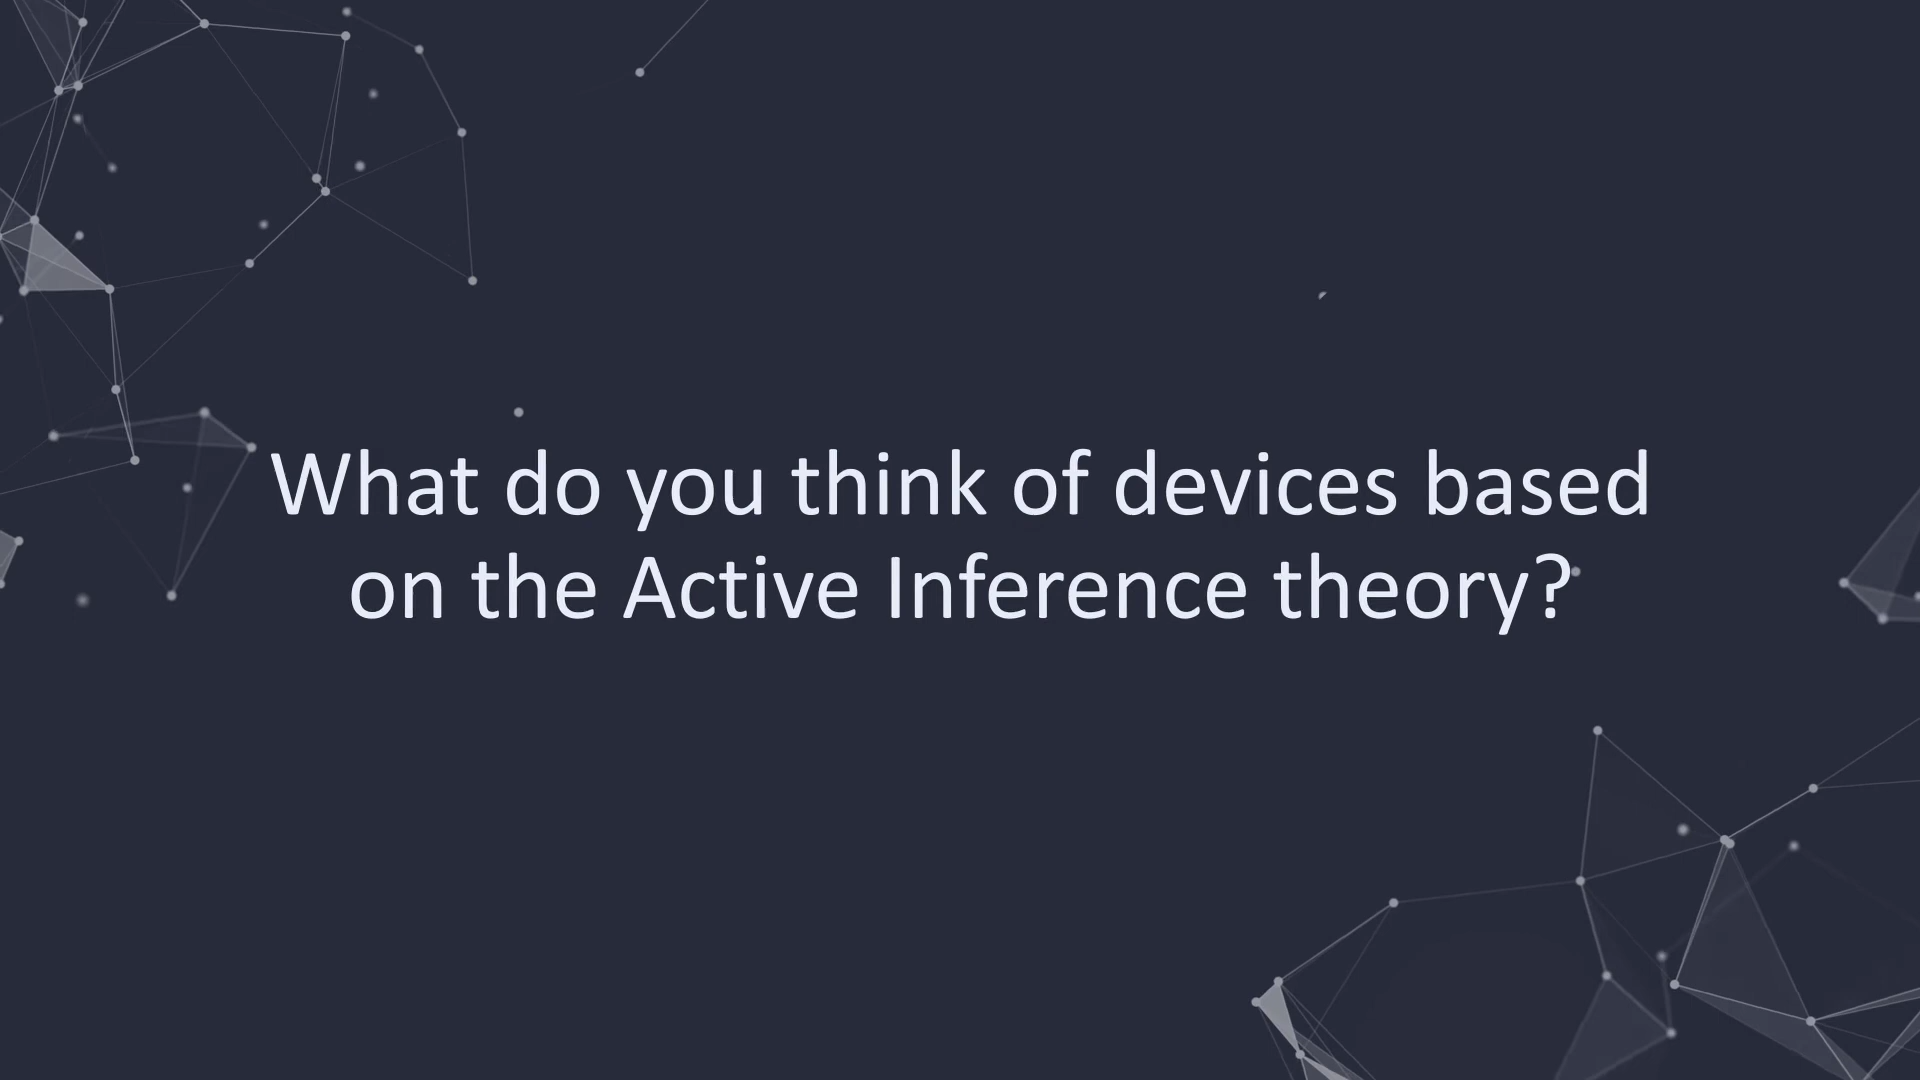 What do you think of devices based
on the Active Inference theory?